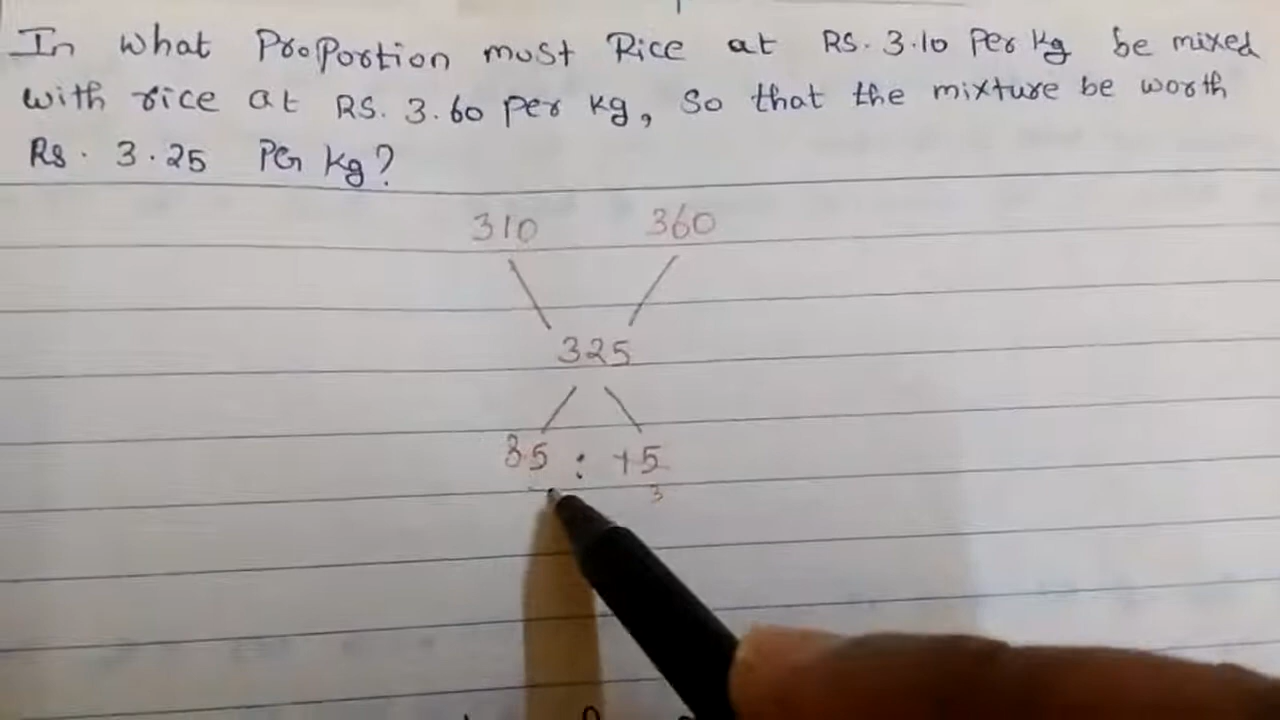 In what Proportion must Rice at RS. 3.10 Per kg be mixed
with rice at RS. 3.60 per kg, So that the mixture be worth
Rs. 3.25 Per kg?
310 360
325
35 : 15
3